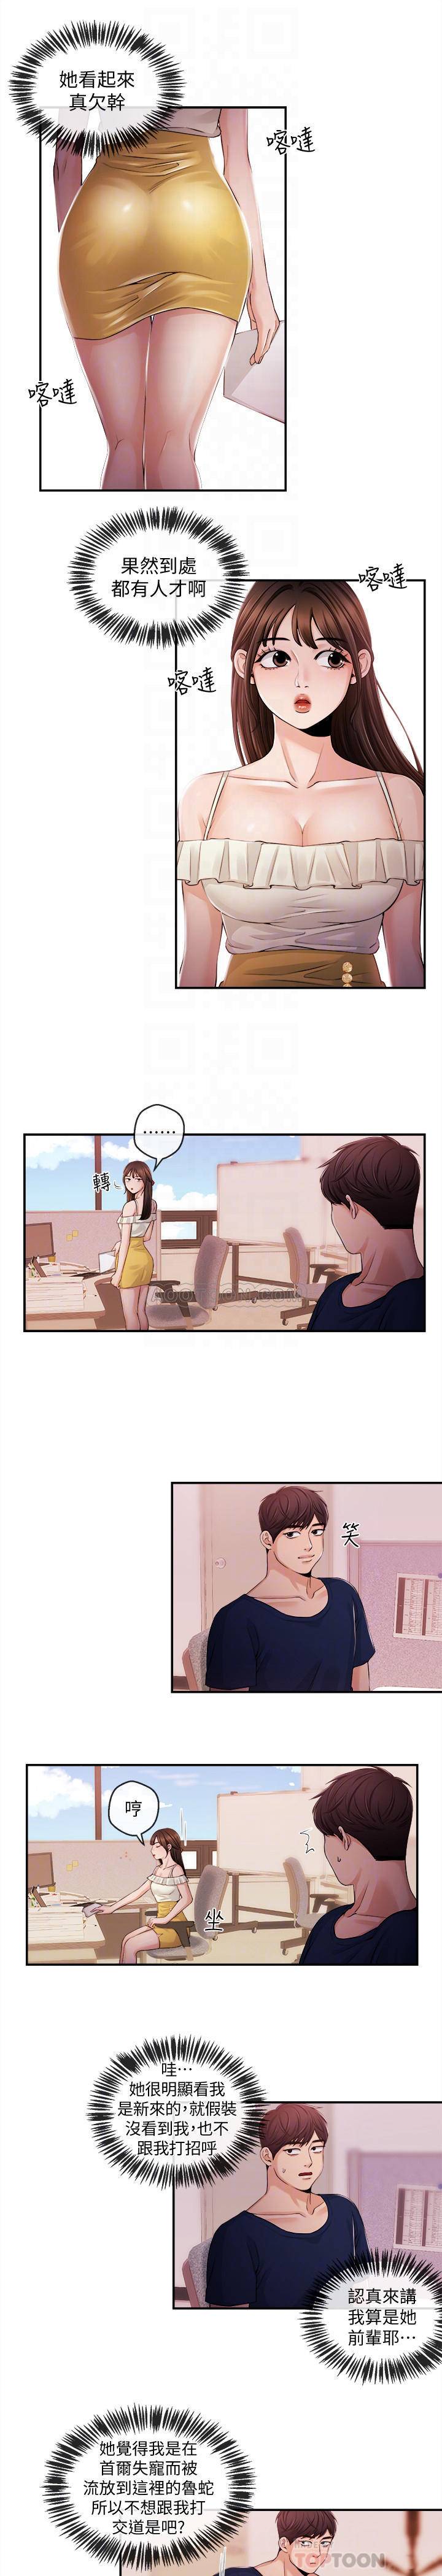 她看起來
真欠幹
喀噠
喀噠
果然到處
都有人才啊
喀噠
喀噠
……
轉
笑
哼
坐
哇…
她很明顯看我
是新來的，就假裝
沒看到我，也不
跟我打招呼
認真來講
我算是她
前輩耶…
她覺得我是在
首爾失寵而被
流放到這裡的魯蛇
所以不想跟我打
交道是吧?
TOPTOON